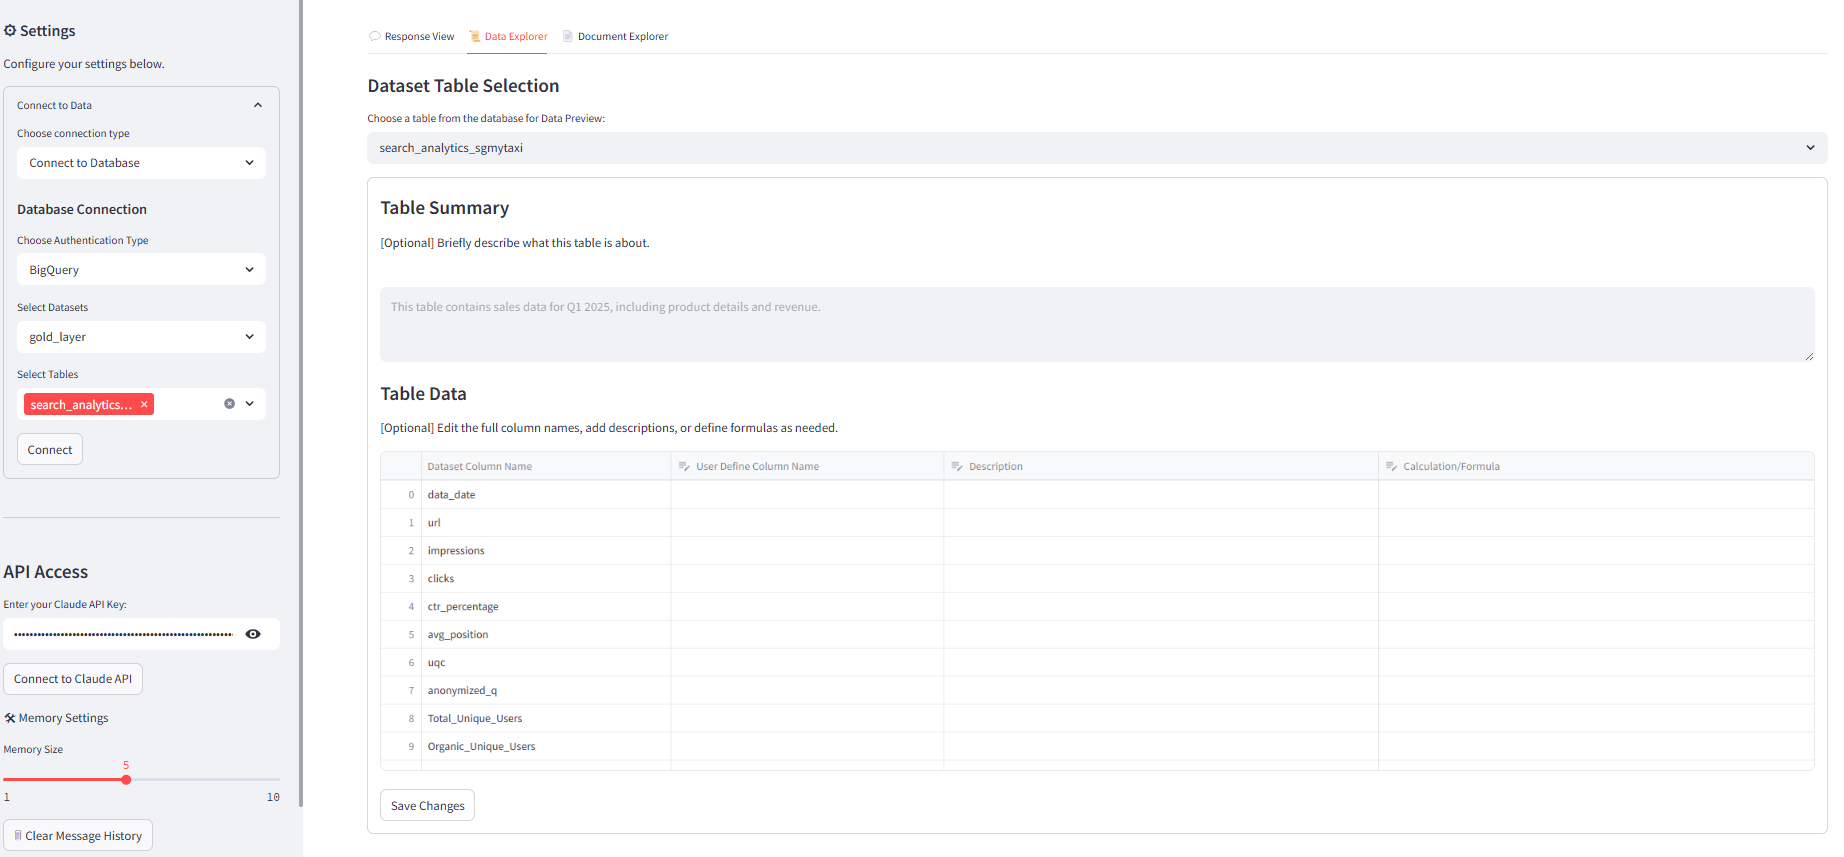 Settings
Configure your settings below.
Connect to Data
Choose connection type
Connect to Database
Database Connection
Choose Authentication Type
BigQuery
Select Datasets
gold_layer
Select Tables
search_analytics...
Connect
API Access
Enter your Claude API Key:
Connect to Claude API
Memory Settings
Memory Size
5
1 10
Clear Message History
Response View Data Explorer Document Explorer
Dataset Table Selection
Choose a table from the database for Data Preview:
search_analytics_sgmytaxi
Table Summary
[Optional] Briefly describe what this table is about.
This table contains sales data for Q1 2025, including product details and revenue.
Table Data
[Optional] Edit the full column names, add descriptions, or define formulas as needed.
Dataset Column Name User Define Column Name Description Calculation/Formula
0 data_date
1 url
2 impressions
3 clicks
4 ctr_percentage
5 avg_position
6 uqc
7 anonymized_q
8 Total_Unique_Users
9 Organic_Unique_Users
Save Changes